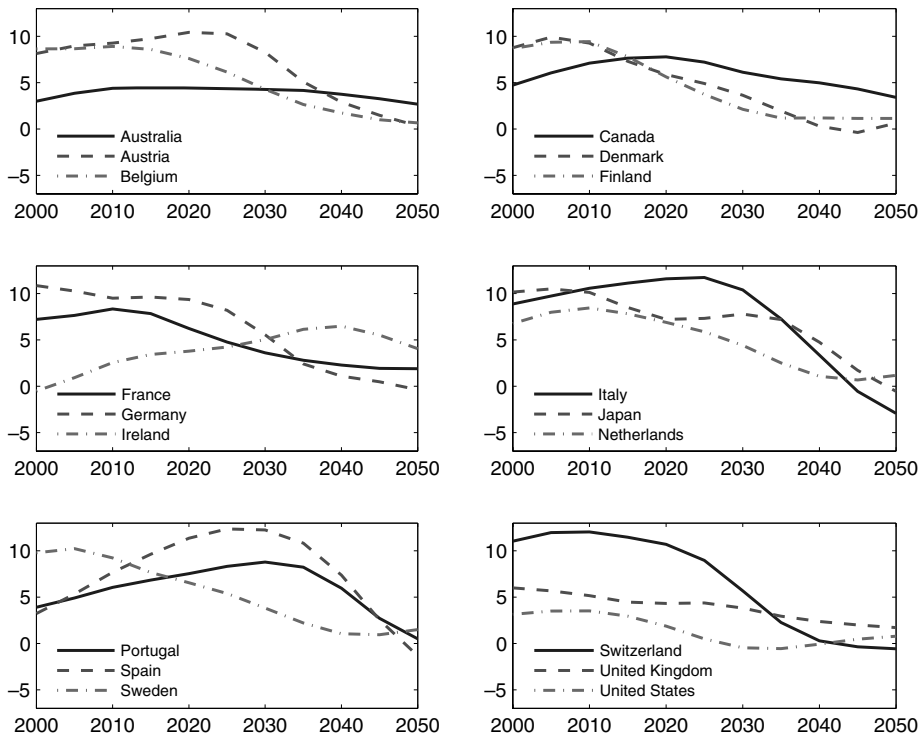 10
5
0
−5
Australia
Austria
Belgium
2000 2010 2020 2030 2040 2050
10
5
0
−5
Canada
Denmark
Finland
2000 2010 2020 2030 2040 2050
10
5
0
−5
France
Germany
Ireland
2000 2010 2020 2030 2040 2050
10
5
0
−5
Italy
Japan
Netherlands
2000 2010 2020 2030 2040 2050
10
5
0
−5
Portugal
Spain
Sweden
2000 2010 2020 2030 2040 2050
10
5
0
−5
Switzerland
United Kingdom
United States
2000 2010 2020 2030 2040 2050